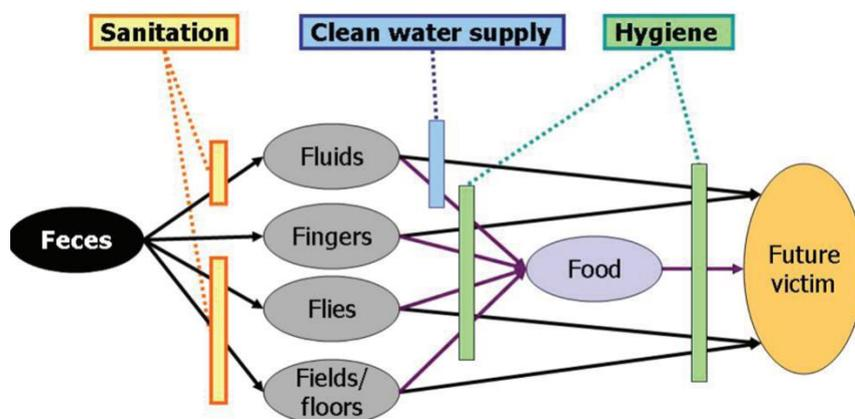 Sanitation
Clean water supply
Hygiene
Fluids
Feces
Fingers
Food
Future
victim
Flies
Fields/
floors